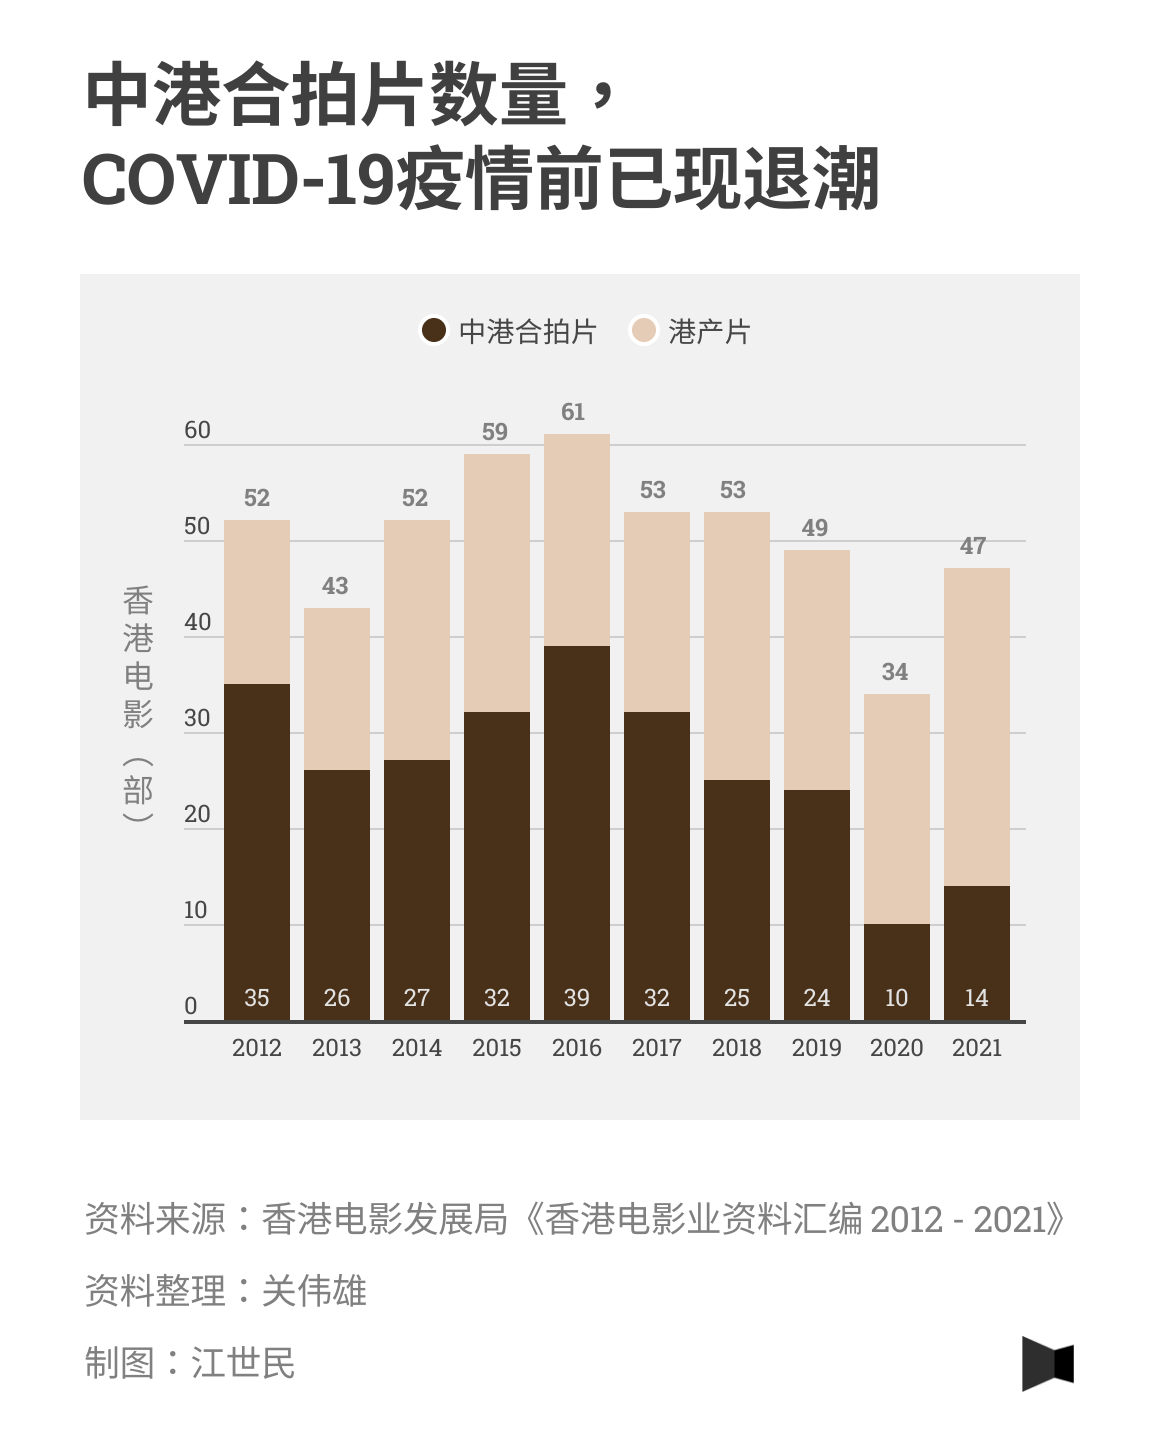 中港合拍片数量，
COVID-19疫情前已现退潮
中港合拍片 港产片
香港电影（部）
60
50
40
30
20
10
0
52 43 52 59 61 53 53 49 34 47
35 26 27 32 39 32 25 24 10 14
2012 2013 2014 2015 2016 2017 2018 2019 2020 2021
资料来源：香港电影发展局《香港电影业资料汇编 2012 - 2021》
资料整理：关伟雄
制图：江世民